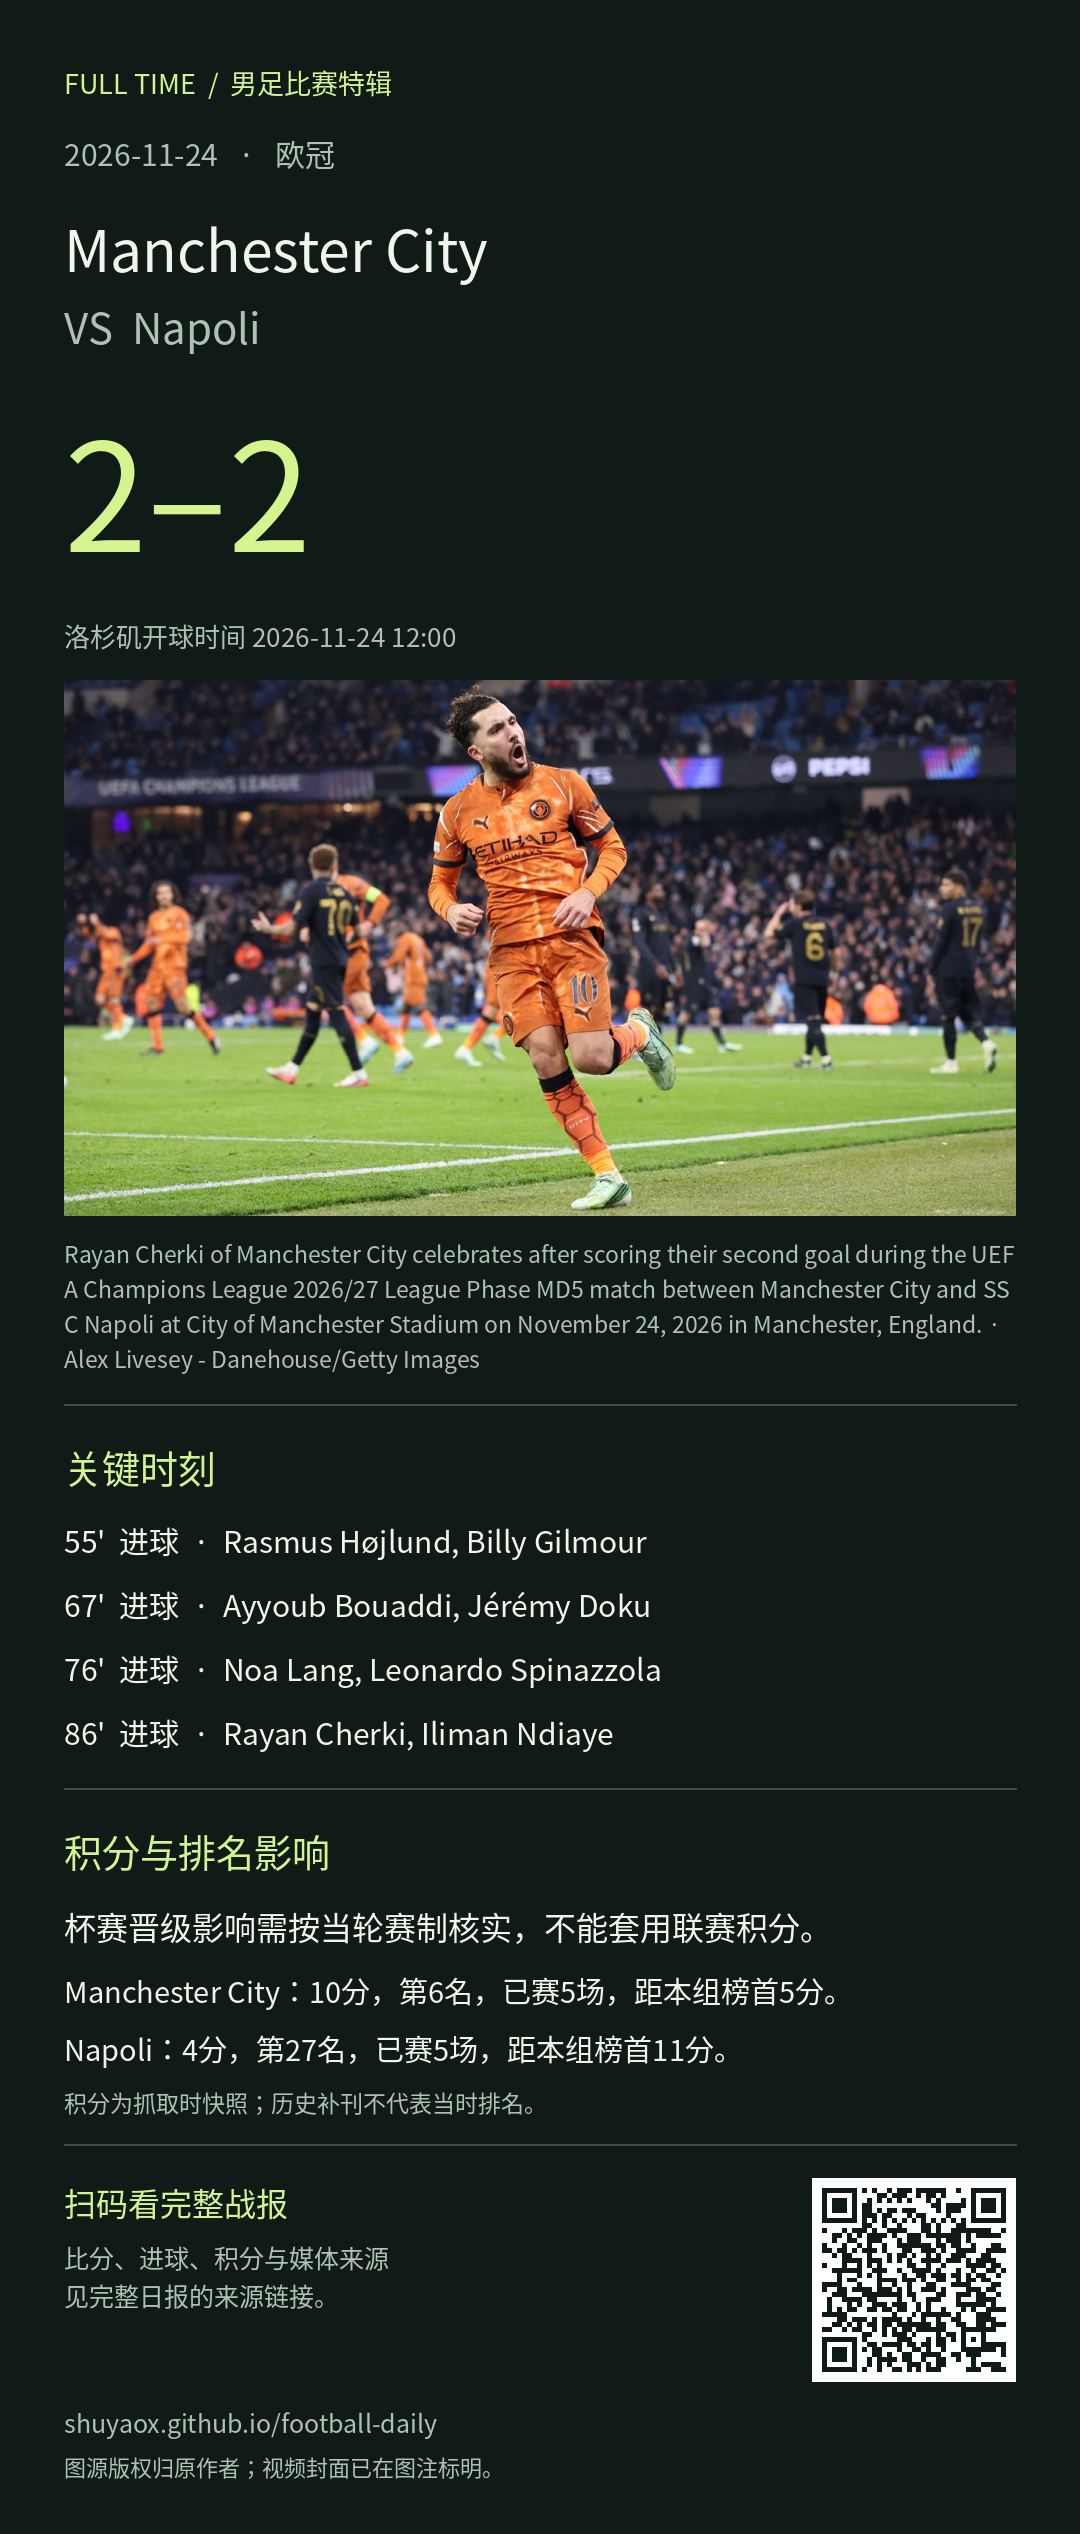 FULL TIME / 男足比赛特辑
2026-11-24 · 欧冠
Manchester City
VS Napoli
2–2
洛杉矶开球时间 2026-11-24 12:00
UEFA CHAMPIONS LEAGUE
PEPSI
ETIHAD
AIRWAYS
70
6
17
10
Rayan Cherki of Manchester City celebrates after scoring their second goal during the UEF
A Champions League 2026/27 League Phase MD5 match between Manchester City and SS
C Napoli at City of Manchester Stadium on November 24, 2026 in Manchester, England. ·
Alex Livesey - Danehouse/Getty Images
关键时刻
55' 进球 · Rasmus Højlund, Billy Gilmour
67' 进球 · Ayyoub Bouaddi, Jérémy Doku
76' 进球 · Noa Lang, Leonardo Spinazzola
86' 进球 · Rayan Cherki, Iliman Ndiaye
积分与排名影响
杯赛晋级影响需按当轮赛制核实，不能套用联赛积分。
Manchester City：10分，第6名，已赛5场，距本组榜首5分。
Napoli：4分，第27名，已赛5场，距本组榜首11分。
积分为抓取时快照；历史补刊不代表当时排名。
扫码看完整战报
比分、进球、积分与媒体来源
见完整日报的来源链接。
shuyaox.github.io/football-daily
图源版权归原作者；视频封面已在图注标明。